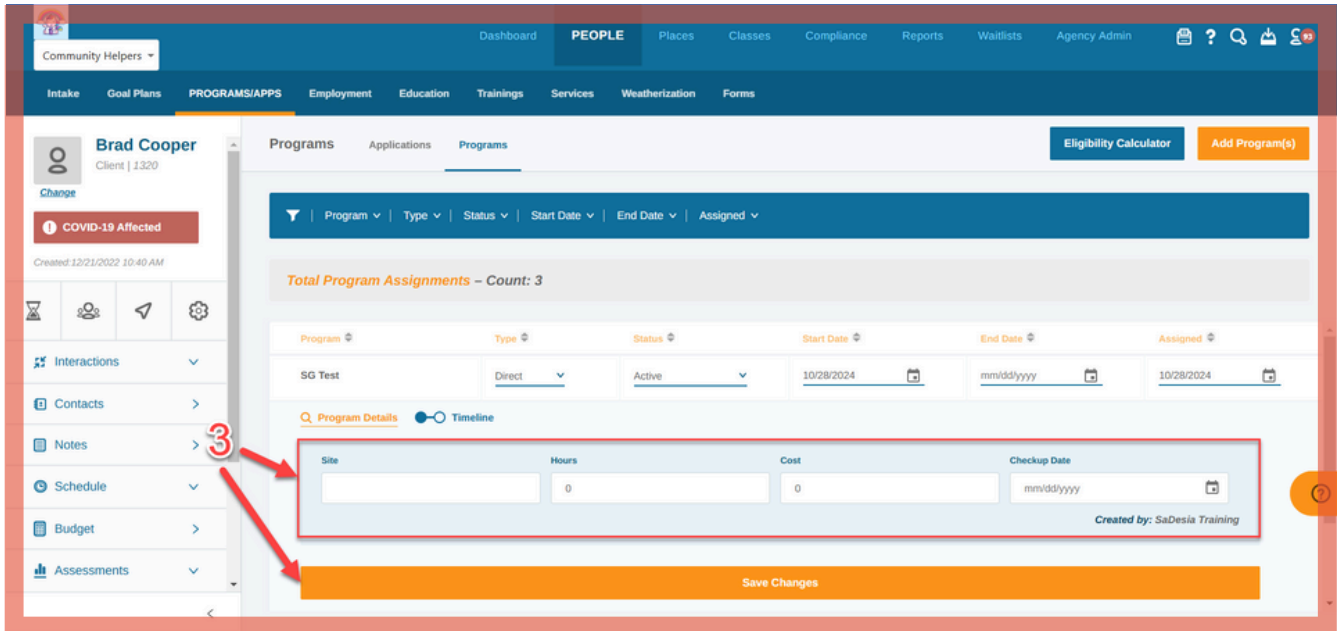 Community Helpers
Dashboard PEOPLE Places Classes Compliance Reports Waitlists Agency Admin ? 93
Intake Goal Plans PROGRAMS/APPS Employment Education Trainings Services Weatherization Forms
Brad Cooper
Client | 1320
Change
COVID-19 Affected
Created:12/21/2022 10:40 AM
Interactions
Contacts
Notes
Schedule
Budget
Assessments
Programs Applications Programs Eligibility Calculator Add Program(s)
| Program | Type | Status | Start Date | End Date | Assigned
Total Program Assignments – Count: 3
Program Type Status Start Date End Date Assigned
SG Test Direct Active 10/28/2024 mm/dd/yyyy 10/28/2024
Program Details Timeline
3
Site Hours Cost Checkup Date
0 0 mm/dd/yyyy
Created by: SaDesia Training
Save Changes